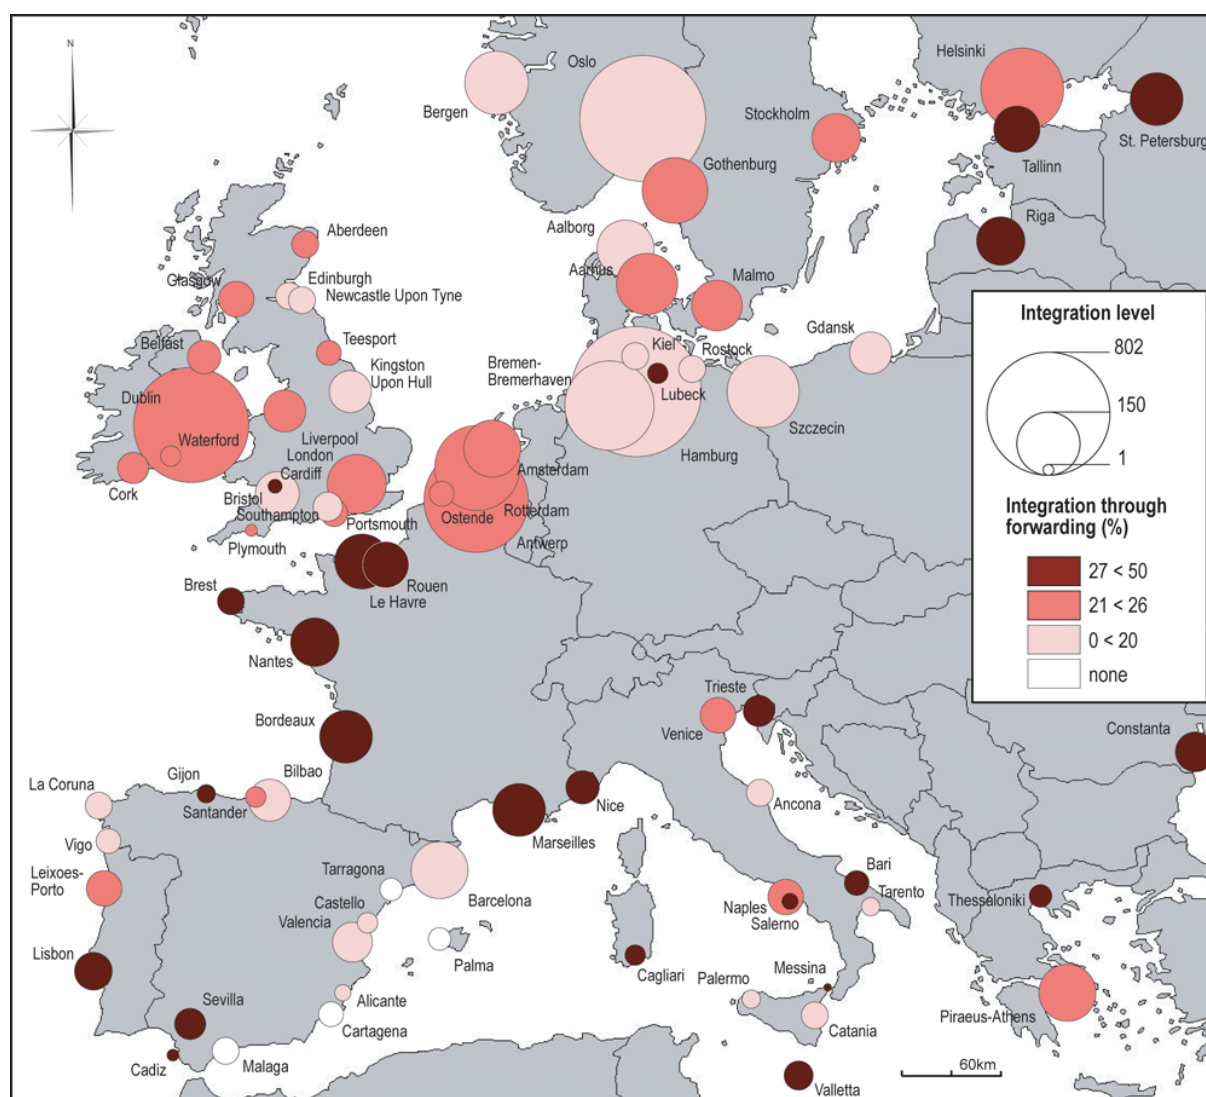 N
Oslo
Helsinki
Bergen
Stockholm
St. Petersburg
Gothenburg
Tallinn
Riga
Aalborg
Aberdeen
Aarhus
Malmo
Glasgow
Edinburgh
Newcastle Upon Tyne
Gdansk
Teesport
Belfast
Kiel
Rostock
Kingston
Upon Hull
Bremen-
Bremerhaven
Lubeck
Dublin
Waterford
Liverpool
Szczecin
Hamburg
London
Cardiff
Amsterdam
Cork
Bristol
Southampton
Ostende
Rotterdam
Portsmouth
Plymouth
Antwerp
Brest
Rouen
Le Havre
Nantes
Bordeaux
Trieste
Venice
Constanta
Gijon
Bilbao
La Coruna
Santander
Nice
Ancona
Marseilles
Vigo
Leixoes-
Porto
Tarragona
Bari
Tarento
Castello
Barcelona
Naples
Salerno
Thessaloniki
Valencia
Lisbon
Palma
Cagliari
Messina
Palermo
Sevilla
Alicante
Cartagena
Catania
Piraeus-Athens
Cadiz
Malaga
Valletta
60km
Integration level
802
150
1
Integration through
forwarding (%)
27 < 50
21 < 26
0 < 20
none